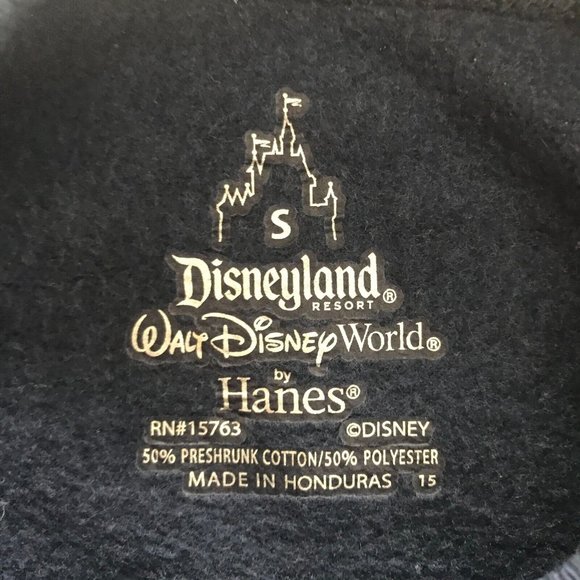 S
Disneyland®
RESORT
WALT DISNEY World®
by
Hanes®
RN#15763 ©DISNEY
50% PRESHRUNK COTTON/50% POLYESTER
MADE IN HONDURAS 15